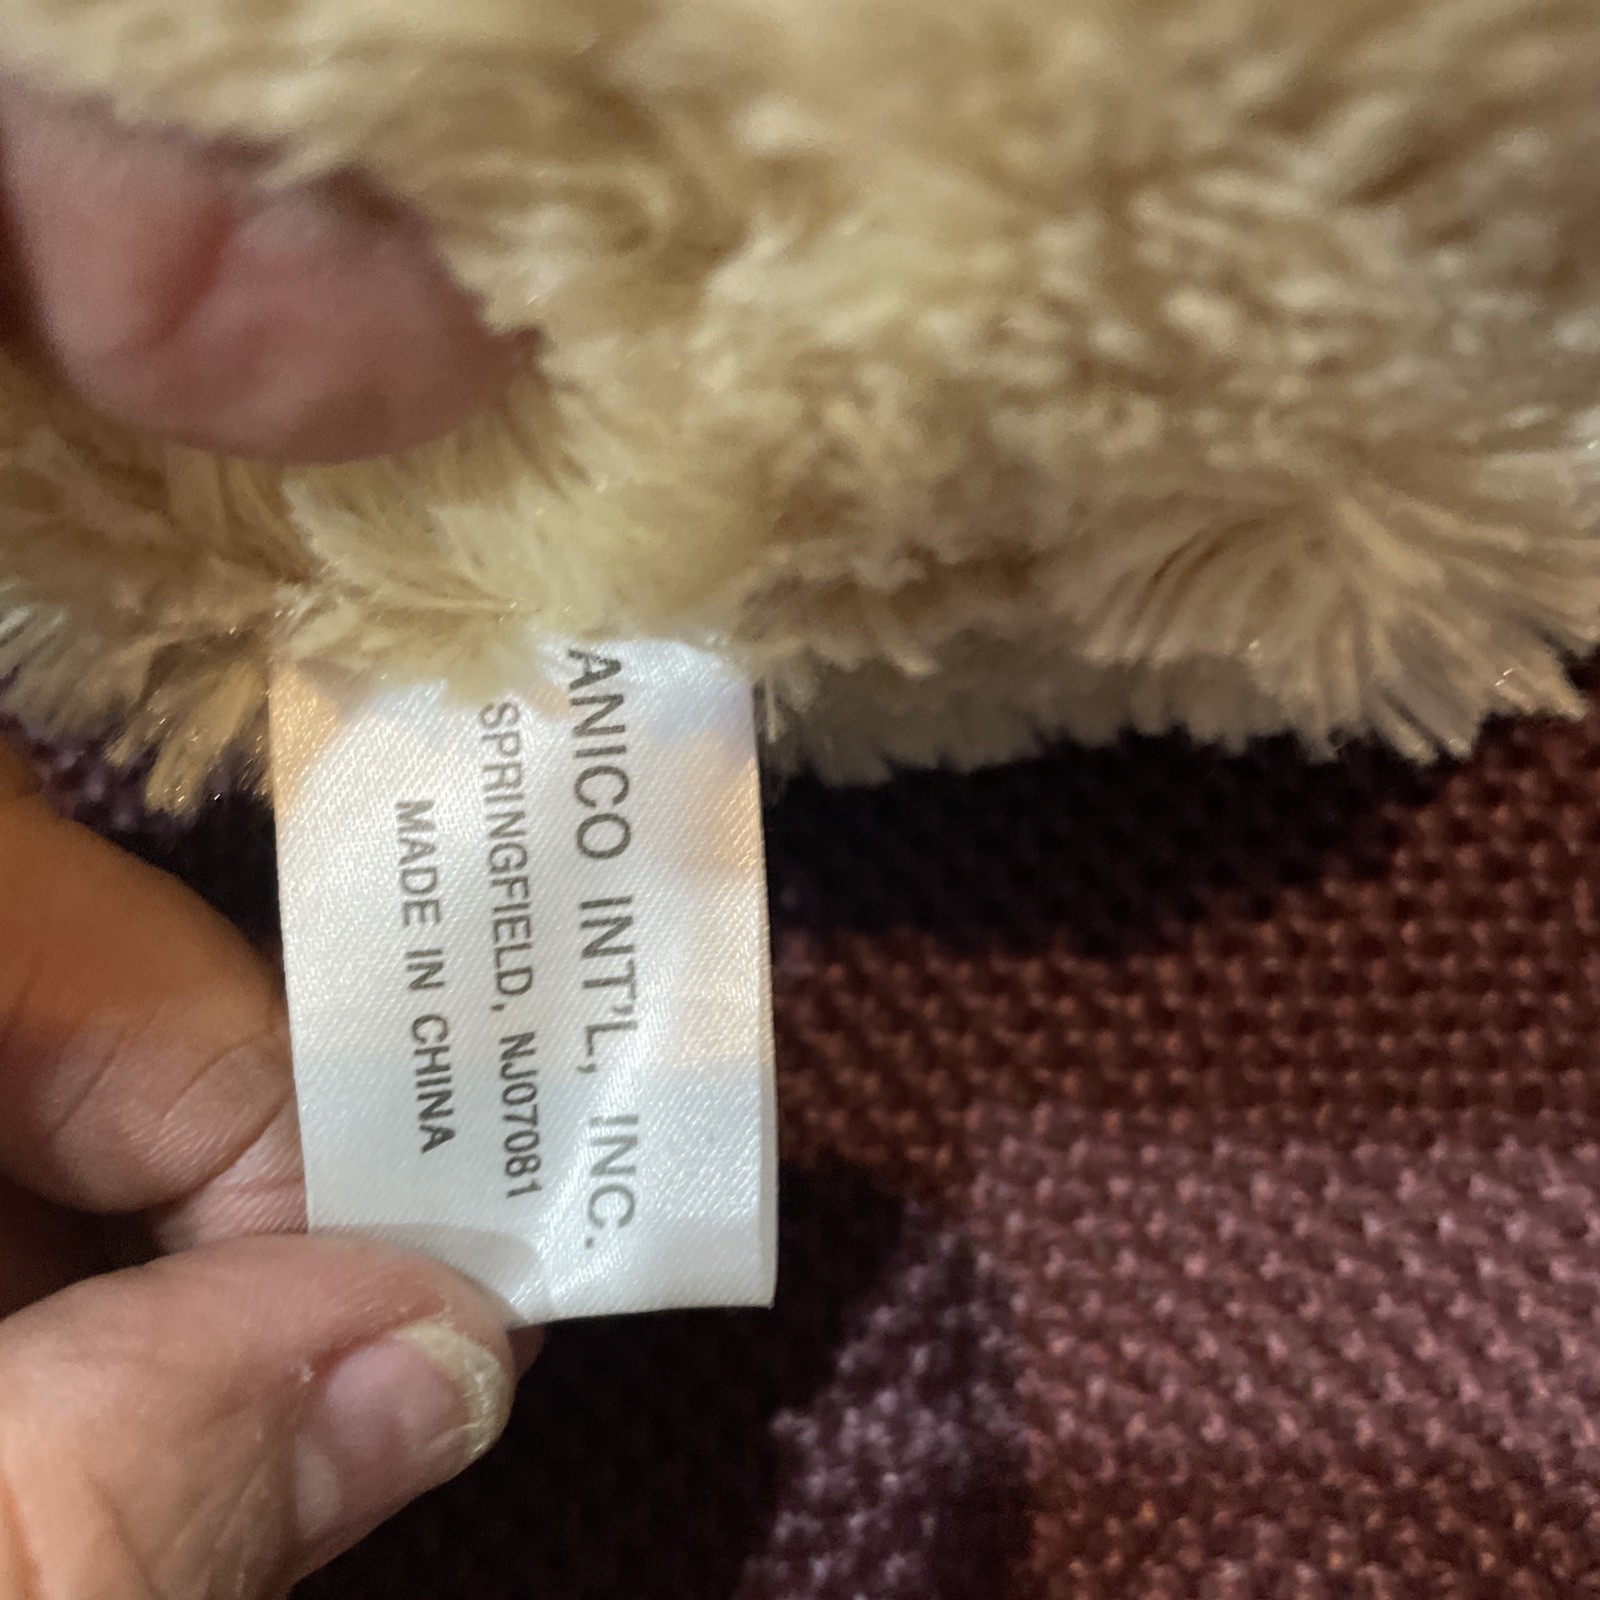 ANICO INT'L, INC.
SPRINGFIELD, NJ07081
MADE IN CHINA